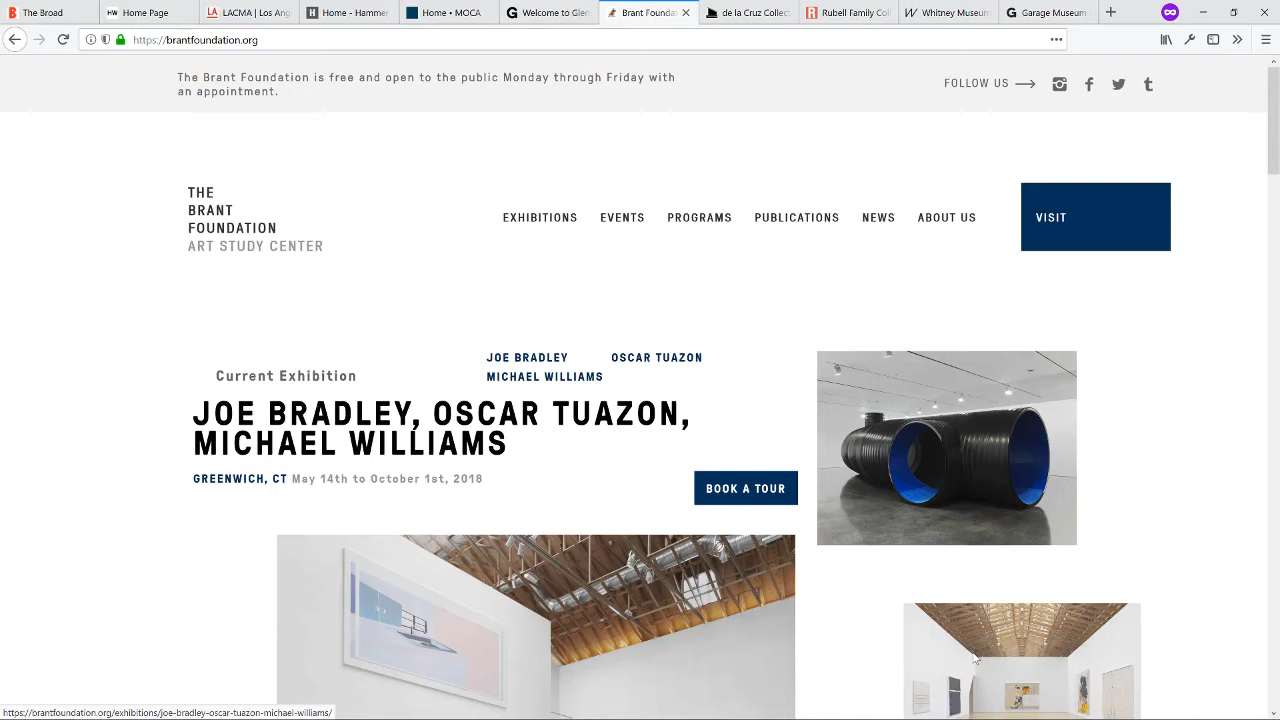 The Broad
Home Page
LACMA | Los Ang
Home - Hammer
Home • MOCA
Welcome to Glen
Brant Founda
de la Cruz Collect
Rubell Family Col
Whitney Museum
Garage Museum
https://brantfoundation.org
The Brant Foundation is free and open to the public Monday through Friday with
an appointment.
FOLLOW US
THE
BRANT
FOUNDATION
ART STUDY CENTER
EXHIBITIONS EVENTS PROGRAMS PUBLICATIONS NEWS ABOUT US
VISIT
Current Exhibition
JOE BRADLEY OSCAR TUAZON
MICHAEL WILLIAMS
JOE BRADLEY, OSCAR TUAZON,
MICHAEL WILLIAMS
GREENWICH, CT May 14th to October 1st, 2018
BOOK A TOUR
https://brantfoundation.org/exhibitions/joe-bradley-oscar-tuazon-michael-williams/